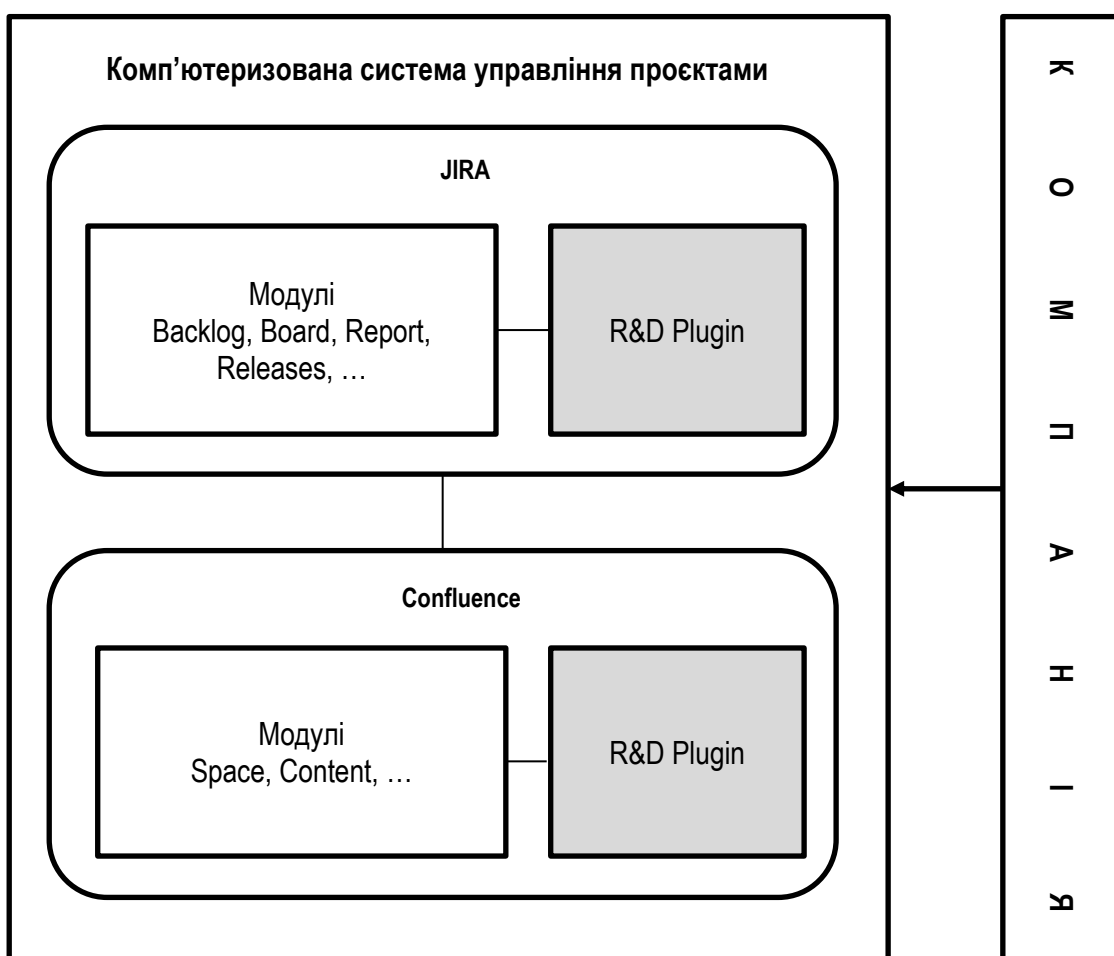 Комп’ютеризована система управління проєктами
JIRA
Модулі
Backlog, Board, Report,
Releases, …
R&D Plugin
Confluence
Модулі
Space, Content, …
R&D Plugin
К О М П А Н І Я